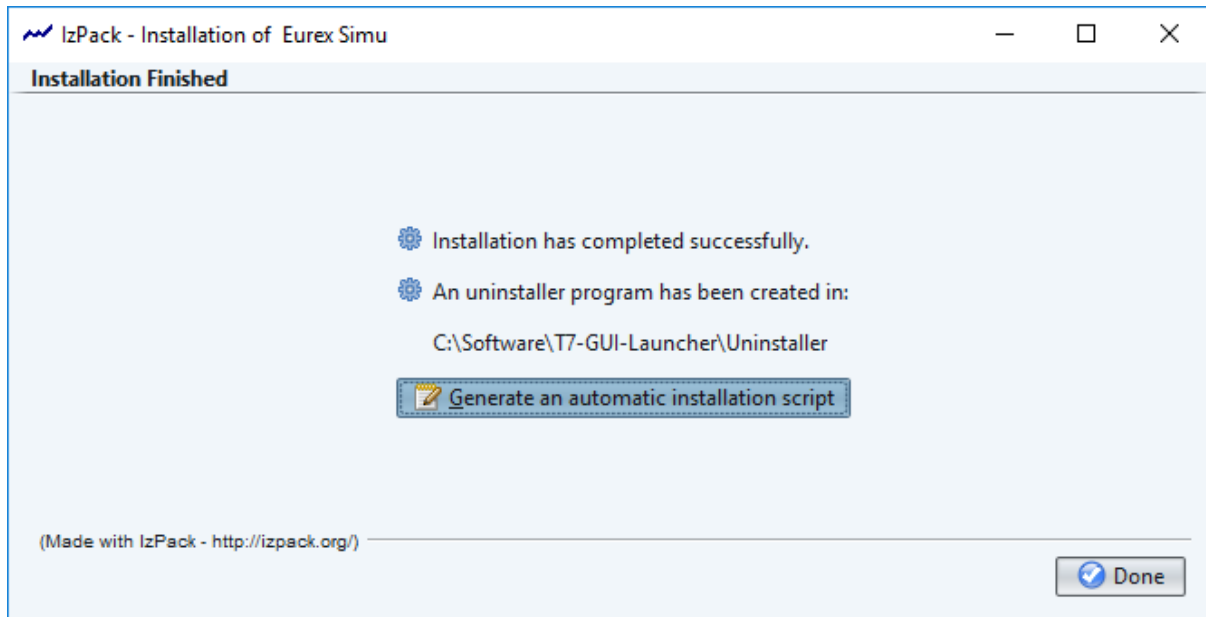 IzPack - Installation of  Eurex Simu
Installation Finished
Installation has completed successfully.
An uninstaller program has been created in:
C:\Software\T7-GUI-Launcher\Uninstaller
Generate an automatic installation script
(Made with IzPack - http://izpack.org/)
Done